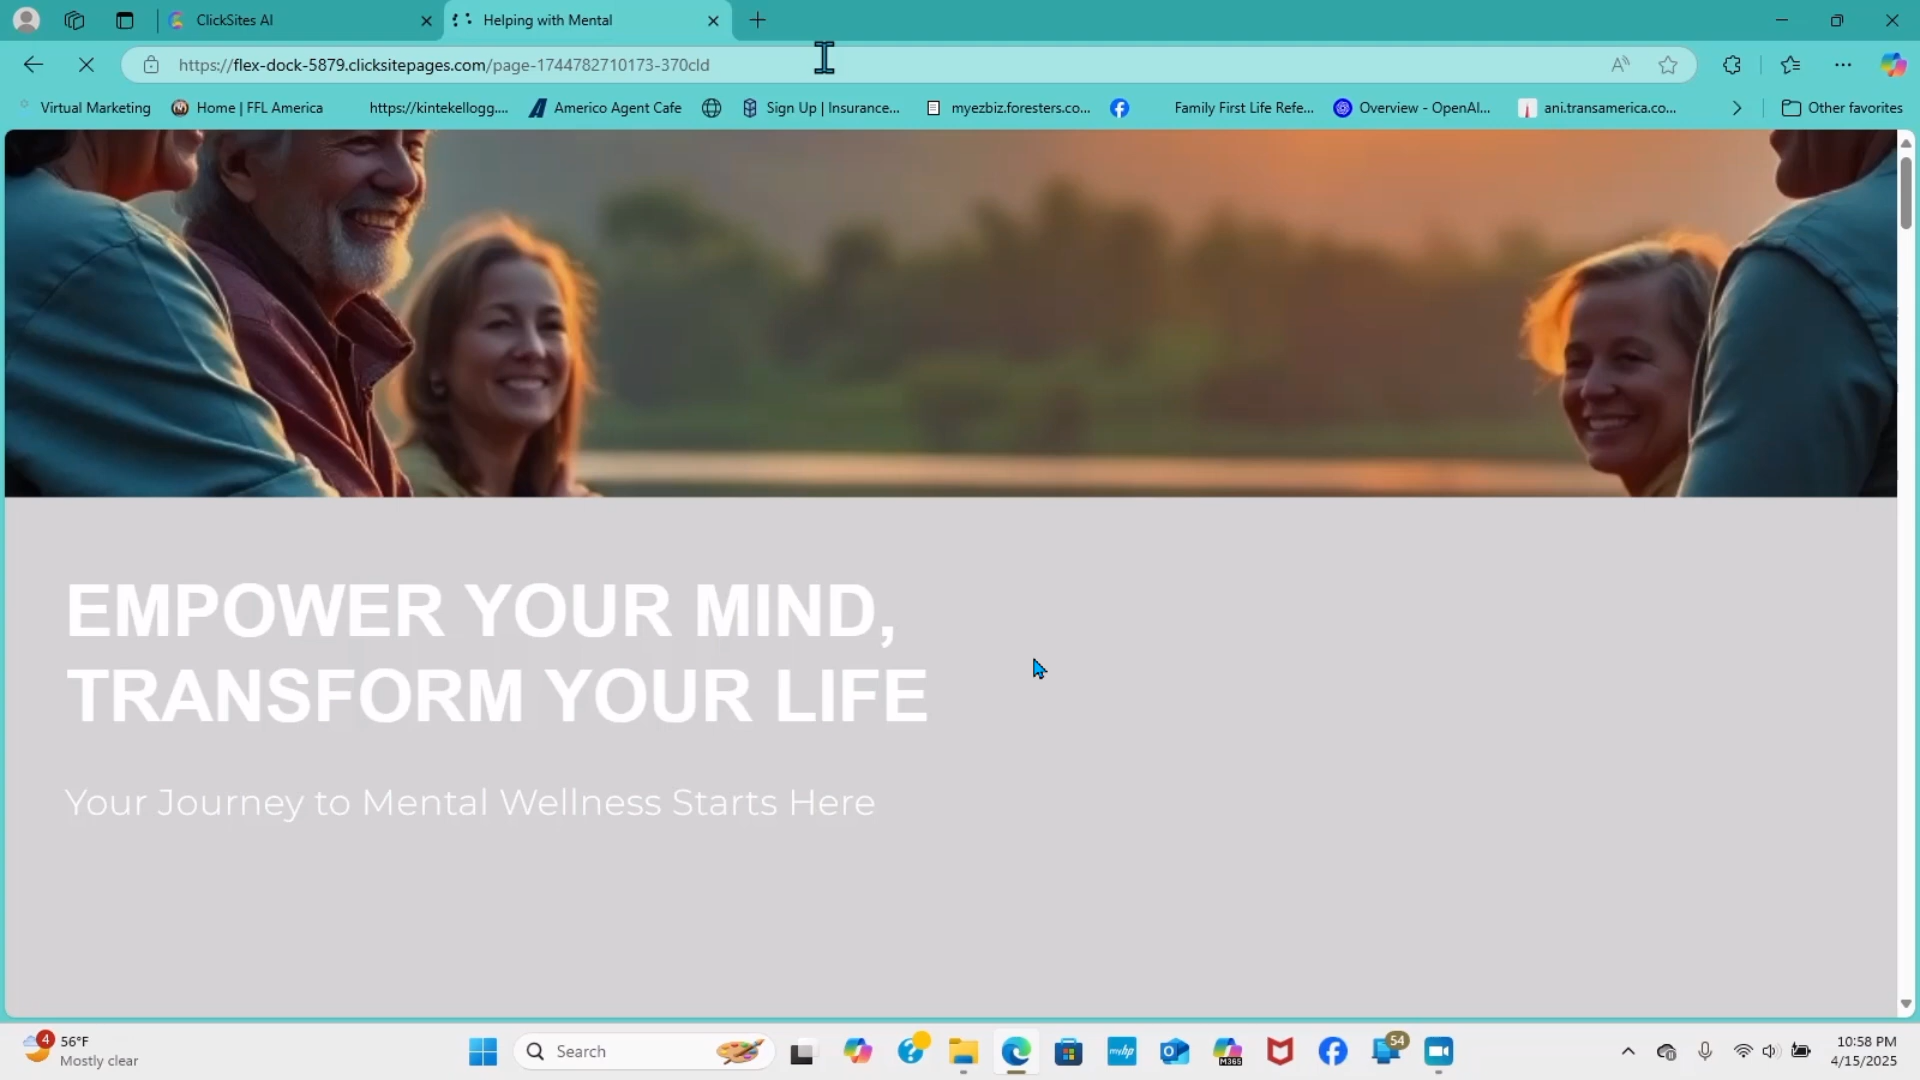 ClickSites AI
Helping with Mental
https://flex-dock-5879.clicksitepages.com/page-1744782710173-370cld
Virtual Marketing
Home | FFL America
https://kintekellogg....
Americo Agent Cafe
Sign Up | Insurance...
myezbiz.foresters.co...
Family First Life Refe...
Overview - OpenAI...
ani.transamerica.co...
Other favorites
EMPOWER YOUR MIND,
TRANSFORM YOUR LIFE
Your Journey to Mental Wellness Starts Here
4
56°F
Mostly clear
Search
myhp
M365
54
10:58 PM
4/15/2025